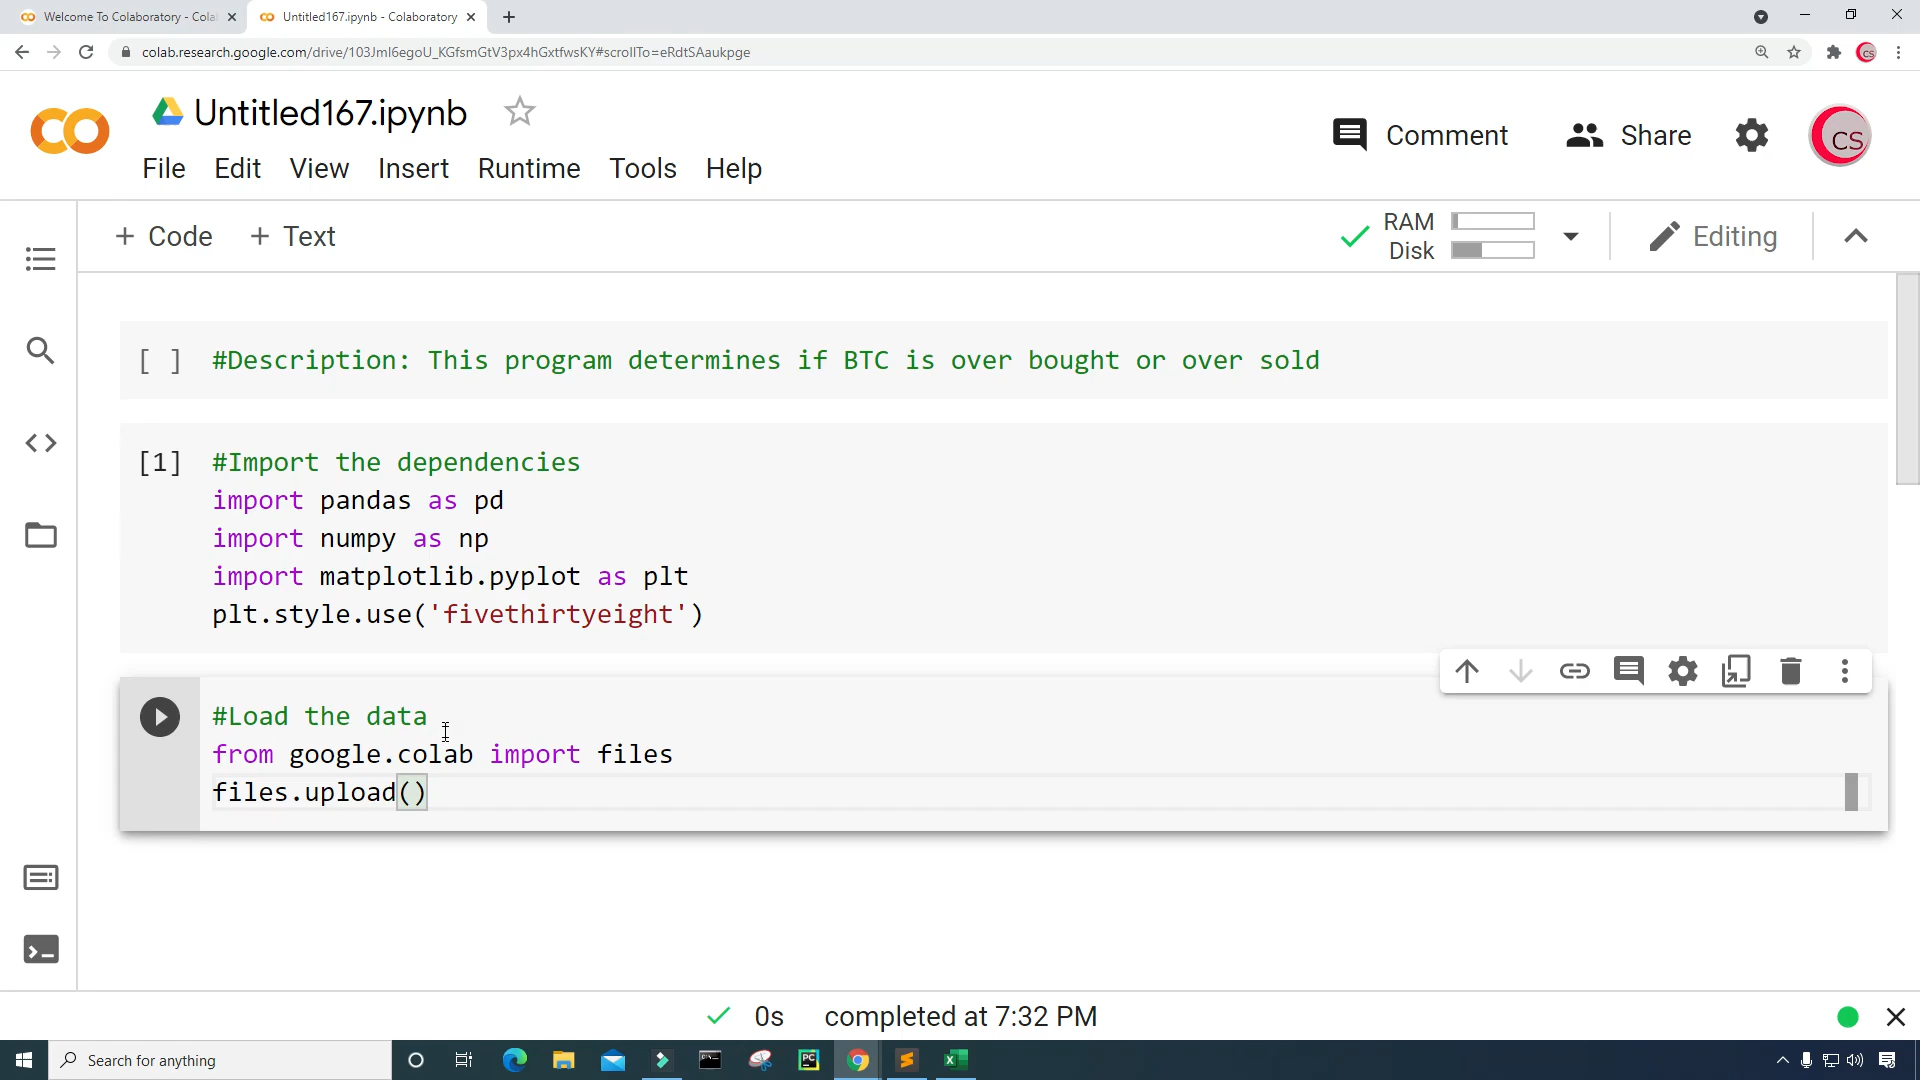 Welcome To Colaboratory - Cola
Untitled167.ipynb - Colaboratory
colab.research.google.com/drive/103JmI6egoU_KGfsmGtV3px4hGxtfwsKY#scrollTo=eRdtSAaukpge
CS
Untitled167.ipynb
Comment
Share
CS
File Edit View Insert Runtime Tools Help
+ Code + Text
RAM
Disk
Editing
[ ] #Description: This program determines if BTC is over bought or over sold
[1] #Import the dependencies
import pandas as pd
import numpy as np
import matplotlib.pyplot as plt
plt.style.use('fivethirtyeight')
#Load the data
from google.colab import files
files.upload()
0s completed at 7:32 PM
Search for anything
PC